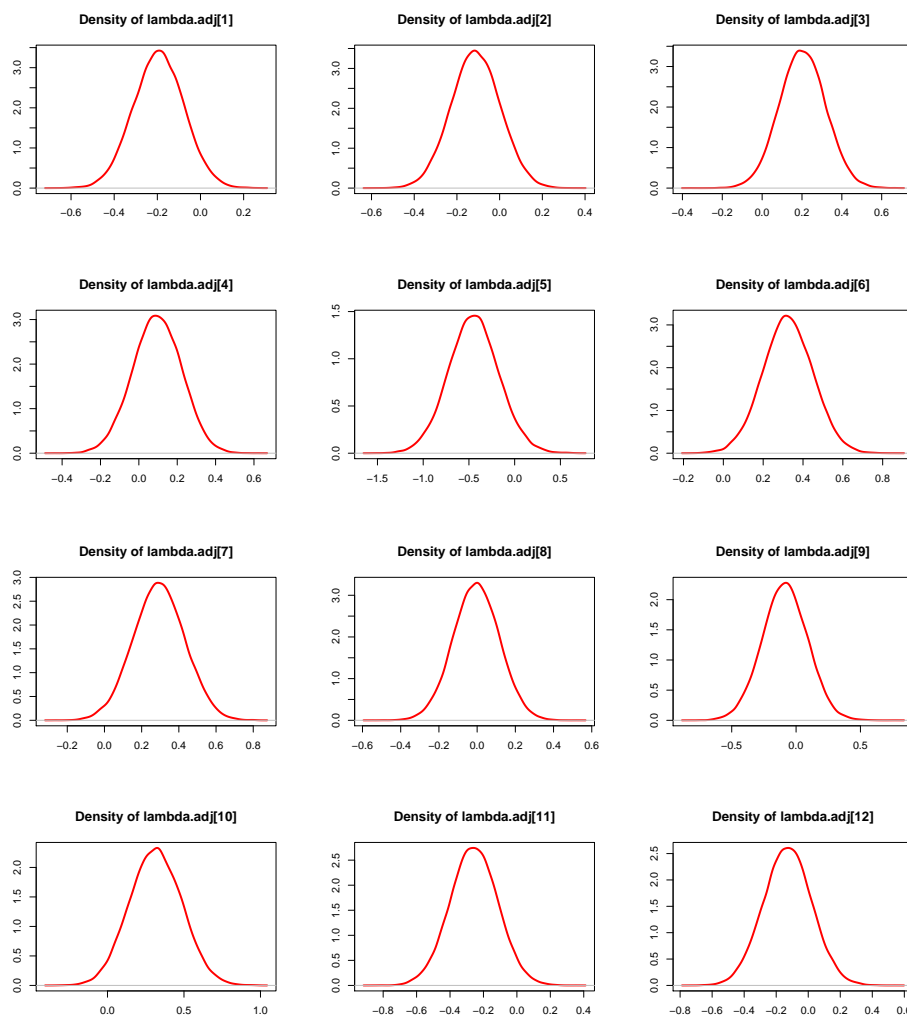 Density of lambda.adj[1]
0.0 1.0 2.0 3.0
−0.6 −0.4 −0.2 0.0 0.2
Density of lambda.adj[2]
0.0 1.0 2.0 3.0
−0.6 −0.4 −0.2 0.0 0.2 0.4
Density of lambda.adj[3]
0.0 1.0 2.0 3.0
−0.4 −0.2 0.0 0.2 0.4 0.6
Density of lambda.adj[4]
0.0 1.0 2.0 3.0
−0.4 −0.2 0.0 0.2 0.4 0.6
Density of lambda.adj[5]
0.0 0.5 1.0 1.5
−1.5 −1.0 −0.5 0.0 0.5
Density of lambda.adj[6]
0.0 1.0 2.0 3.0
−0.2 0.0 0.2 0.4 0.6 0.8
Density of lambda.adj[7]
0.0 0.5 1.0 1.5 2.0 2.5 3.0
−0.2 0.0 0.2 0.4 0.6 0.8
Density of lambda.adj[8]
0.0 1.0 2.0 3.0
−0.6 −0.4 −0.2 0.0 0.2 0.4 0.6
Density of lambda.adj[9]
0.0 0.5 1.0 1.5 2.0
−0.5 0.0 0.5
Density of lambda.adj[10]
0.0 0.5 1.0 1.5 2.0
0.0 0.5 1.0
Density of lambda.adj[11]
0.0 0.5 1.0 1.5 2.0 2.5
−0.8 −0.6 −0.4 −0.2 0.0 0.2 0.4
Density of lambda.adj[12]
0.0 0.5 1.0 1.5 2.0 2.5
−0.8 −0.6 −0.4 −0.2 0.0 0.2 0.4